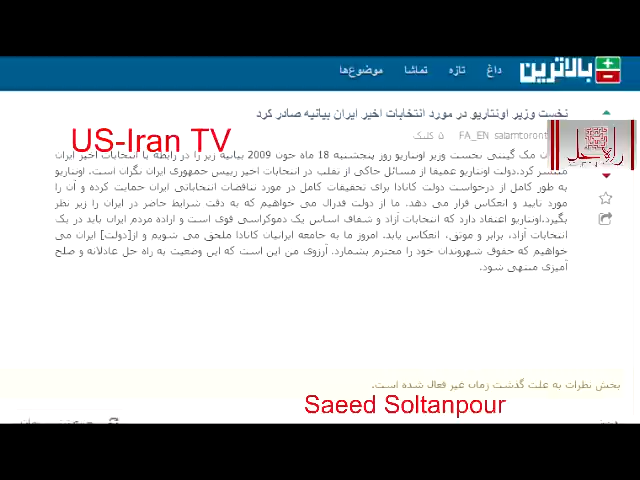 بالاترین
داغ تازه تماشا موضوع‌ها
نخست وزیر اونتاریو در مورد انتخابات اخیر ایران بیانیه صادر کرد
FA_EN salamtoront
۵ کلیک
US-Iran TV
راه حل
مک گینتی نخست وزیر اونتاریو روز پنجشنبه 18 ماه جون 2009 بیانیه زیر را در رابطه با انتخابات اخیر ایران
منتشر کرد.دولت اونتاریو عمیقا از مسائل حاکی از تقلب در انتخابات اخیر رییس جمهوری ایران نگران است. اونتاریو
به طور کامل از درخواست دولت کانادا برای تحقیقات کامل در مورد تناقضات انتخاباتی ایران حمایت کرده و آن را
مورد تایید و انعکاس قرار می دهد. ما از دولت فدرال می خواهیم که به دقت شرایط حاضر در ایران را زیر نظر
بگیرد.اونتاریو اعتقاد دارد که انتخابات آزاد و شفاف اساس یک دموکراسی قوی است و اراده مردم ایران باید در یک
انتخابات آزاد، برابر و موثق، انعکاس یابد. امروز ما به جامعه ایرانیان کانادا ملحق می شویم و از[دولت] ایران می
خواهیم که حقوق شهروندان خود را محترم بشمارد. آرزوی من این است که این وضعیت به راه حل عادلانه و صلح
آمیزی منتهی شود.
بخش نظرات به علت گذشت زمان غیر فعال شده است.
Saeed Soltanpour